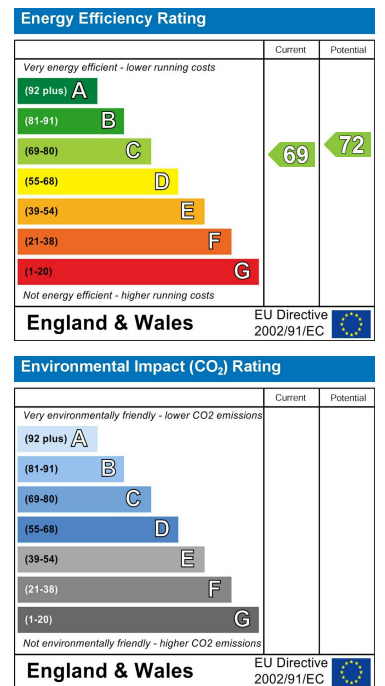 Energy Efficiency Rating
Current Potential
Very energy efficient - lower running costs
(92 plus) A
(81-91) B
(69-80) C
(55-68) D
(39-54) E
(21-38) F
(1-20) G
69 72
Not energy efficient - higher running costs
England & Wales
EU Directive
2002/91/EC
Environmental Impact (CO₂) Rating
Current Potential
Very environmentally friendly - lower CO2 emissions
(92 plus) A
(81-91) B
(69-80) C
(55-68) D
(39-54) E
(21-38) F
(1-20) G
Not environmentally friendly - higher CO2 emissions
England & Wales
EU Directive
2002/91/EC